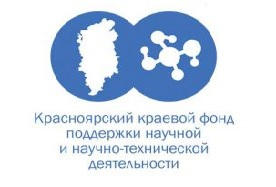 Красноярский краевой фонд
поддержки научной
и научно-технической
деятельности